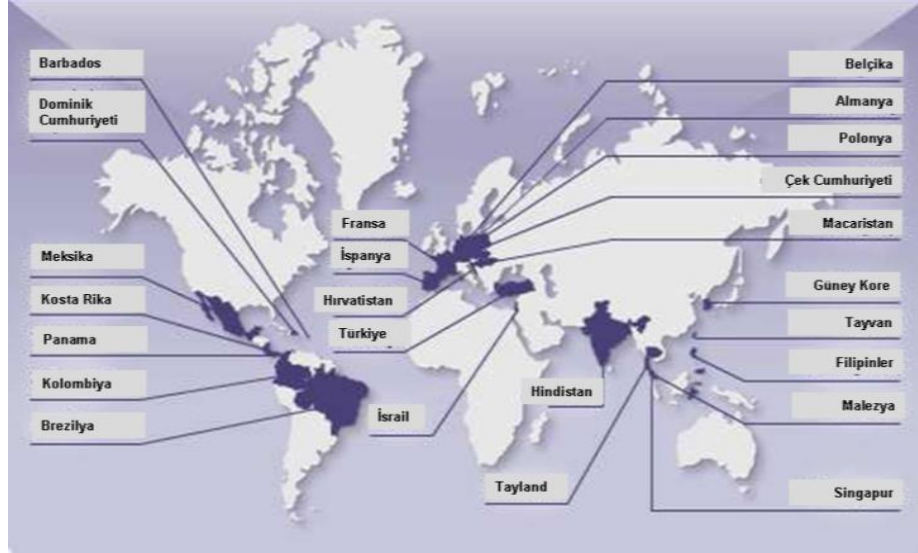 Barbados
Dominik
Cumhuriyeti
Meksika
Kosta Rika
Panama
Kolombiya
Brezilya
Fransa
İspanya
Hırvatistan
Türkiye
İsrail
Hindistan
Tayland
Belçika
Almanya
Polonya
Çek Cumhuriyeti
Macaristan
Güney Kore
Tayvan
Filipinler
Malezya
Singapur